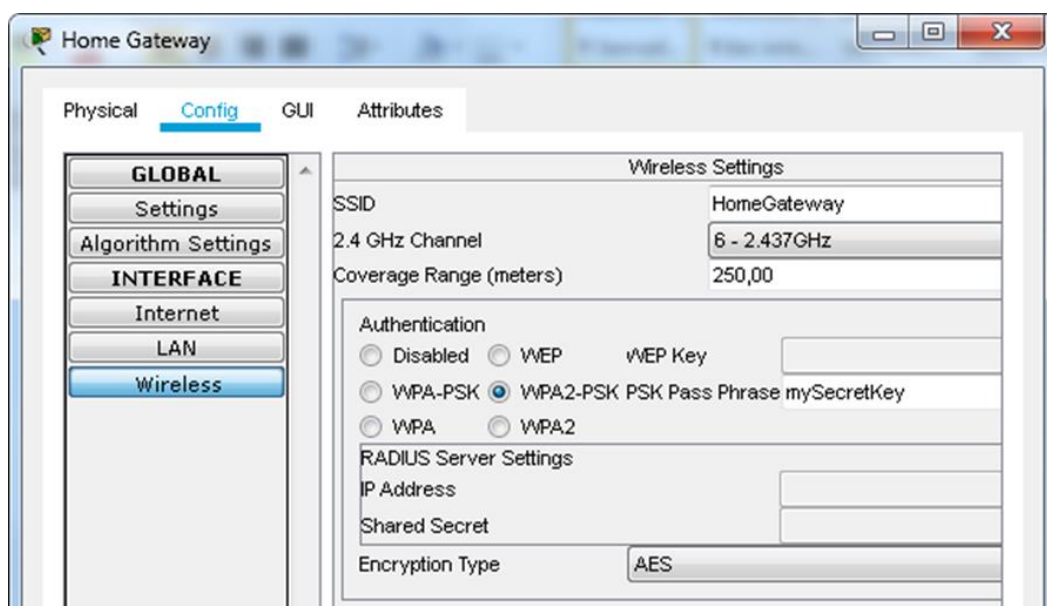 Home Gateway
Physical Config GUI Attributes
GLOBAL
Settings
Algorithm Settings
INTERFACE
Internet
LAN
Wireless
Wireless Settings
SSID HomeGateway
2.4 GHz Channel 6 - 2.437GHz
Coverage Range (meters) 250,00
Authentication
Disabled WEP WEP Key
WPA-PSK WPA2-PSK PSK Pass Phrase mySecretKey
WPA WPA2
RADIUS Server Settings
IP Address
Shared Secret
Encryption Type AES